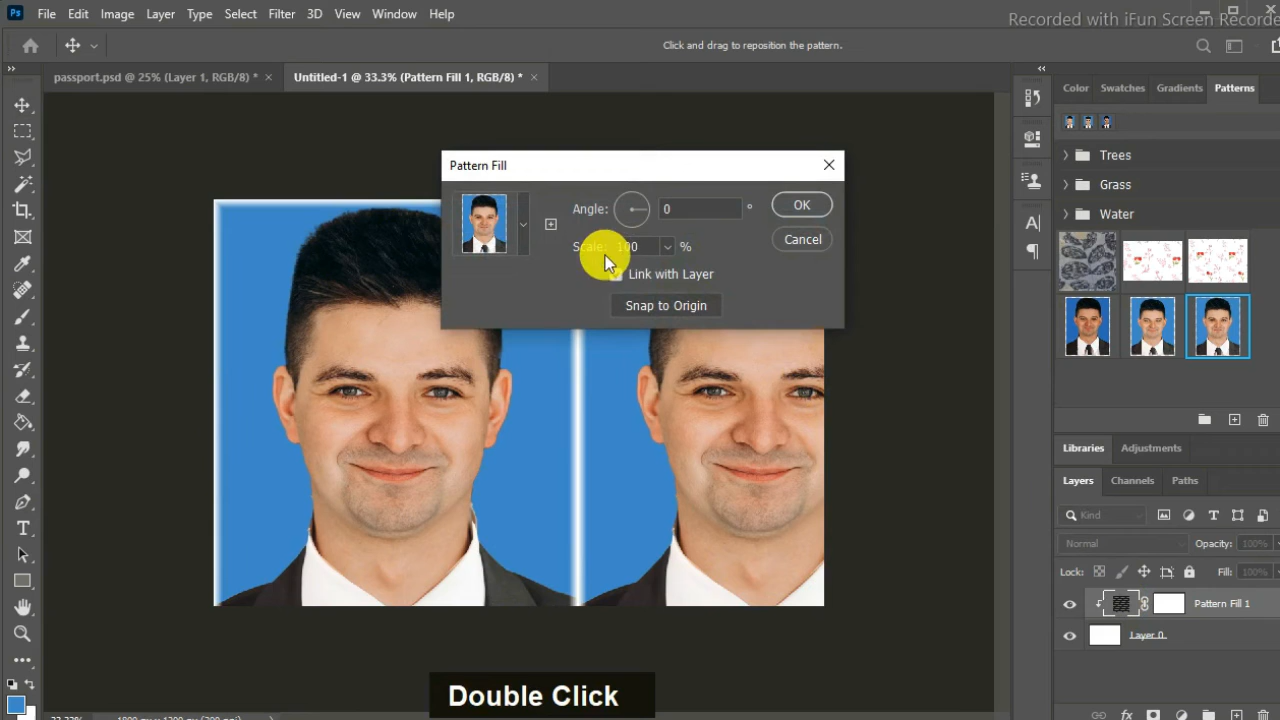 Ps File Edit Image Layer Type Select Filter 3D View Window Help
Recorded with iFun Screen Recorde
Click and drag to reposition the pattern.
passport.psd @ 25% (Layer 1, RGB/8) * × Untitled-1 @ 33.3% (Pattern Fill 1, RGB/8) * ×
Color Swatches Gradients Patterns
Pattern Fill
Trees
Grass
Water
Angle: 0 °
OK
Scale: 100 %
Cancel
Link with Layer
Snap to Origin
Libraries Adjustments
Layers Channels Paths
Kind
Normal Opacity: 100%
Lock: Fill: 100%
Pattern Fill 1
Layer 0
Double Click